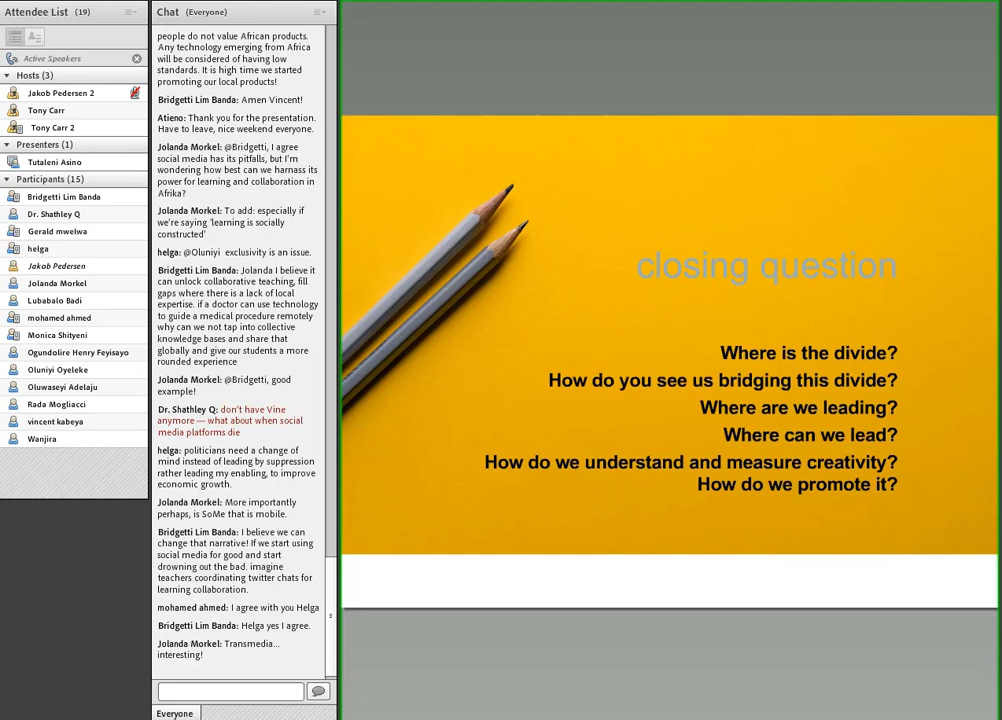 Attendee List (19)
Active Speakers
Hosts (3)
Jakob Pedersen 2
Tony Carr
Tony Carr 2
Presenters (1)
Tutaleni Asino
Participants (15)
Bridgetti Lim Banda
Dr. Shathley Q
Gerald mwelwa
helga
Jakob Pedersen
Jolanda Morkel
Lubabalo Badi
mohamed ahmed
Monica Shityeni
Ogundolire Henry Feyisayo
Oluniyi Oyeleke
Oluwaseyi Adelaju
Rada Mogliacci
vincent kabeya
Wanjira
Chat (Everyone)
people do not value African products.
Any technology emerging from Africa
will be considered of having low
standards. It is high time we started
promoting our local products!
Bridgetti Lim Banda: Amen Vincent!
Atieno: Thank you for the presentation.
Have to leave, nice weekend everyone.
Jolanda Morkel: @Bridgetti, I agree
social media has its pitfalls, but I'm
wondering how best can we harnass its
power for learning and collaboration in
Afrika?
Jolanda Morkel: To add: especially if
we're saying 'learning is socially
constructed'
helga: @Oluniyi exclusivity is an issue.
Bridgetti Lim Banda: Jolanda I believe it
can unlock collaborative teaching, fill
gaps where there is a lack of local
expertise. if a doctor can use technology
to guide a medical procedure remotely
why can we not tap into collective
knowledge bases and share that
globally and give our students a more
rounded experience
Jolanda Morkel: @Bridgetti, good
example!
Dr. Shathley Q: don't have Vine
anymore — what about when social
media platforms die
helga: politicians need a change of
mind instead of leading by suppression
rather leading my enabling, to improve
economic growth.
Jolanda Morkel: More importantly
perhaps, is SoMe that is mobile.
Bridgetti Lim Banda: I believe we can
change that narrative! If we start using
social media for good and start
drowning out the bad. imagine
teachers coordinating twitter chats for
learning collaboration.
mohamed ahmed: I agree with you Helga
Bridgetti Lim Banda: Helga yes I agree.
Jolanda Morkel: Transmedia...
interesting!
Everyone
closing question
Where is the divide?
How do you see us bridging this divide?
Where are we leading?
Where can we lead?
How do we understand and measure creativity?
How do we promote it?